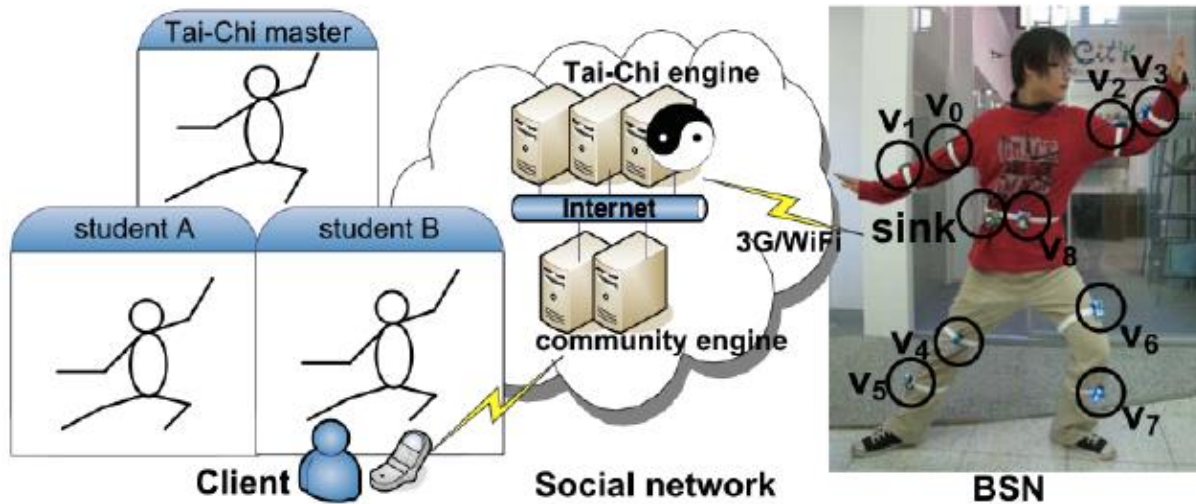 Tai-Chi master
student A
student B
Client
Tai-Chi engine
Internet
community engine
3G/WiFi
Social network
v0
v1
v2
v3
sink
v8
v4
v5
v6
v7
BSN